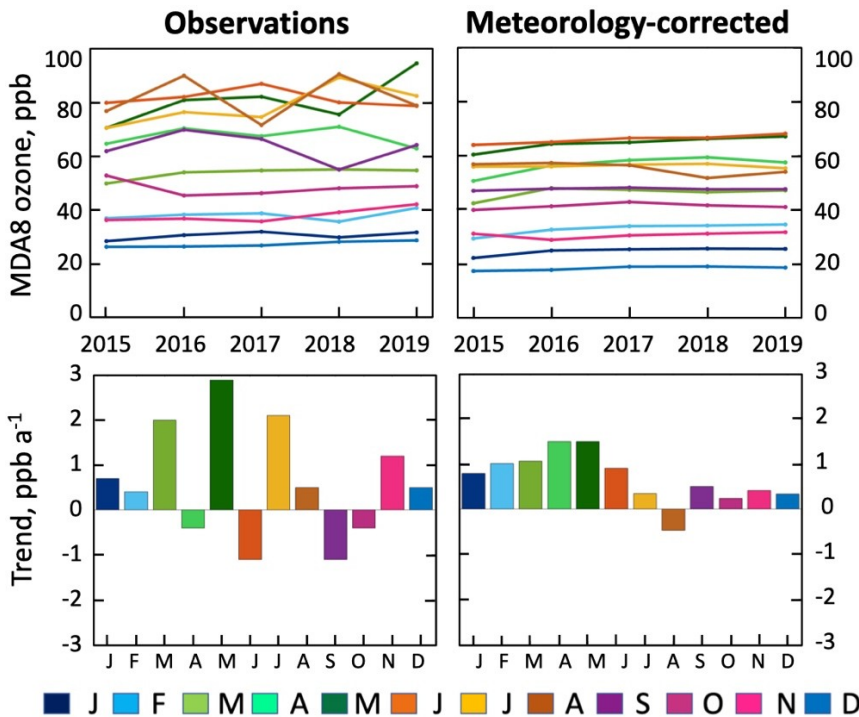 Observations Meteorology-corrected
MDA8 ozone, ppb
100 100
80 80
60 60
40 40
20 20
0 0
2015 2016 2017 2018 2019 2015 2016 2017 2018 2019
Trend, ppb a⁻¹
3 3
2 2
1 1
0 0
-1 -1
-2 -2
-3 -3
J F M A M J J A S O N D J F M A M J J A S O N D
J F M A M J J A S O N D